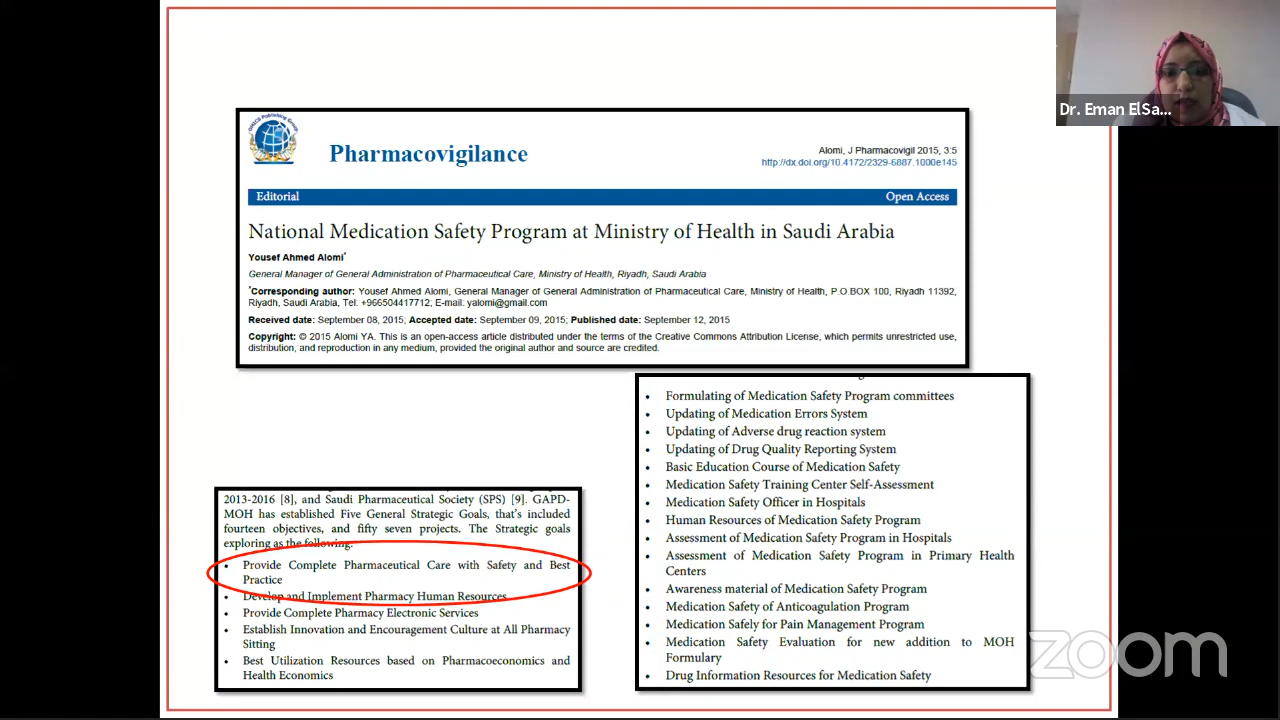 Dr. Eman ElSa...
OMICS Publishing Group
Pharmacovigilance
Alomi, J Pharmacovigil 2015, 3:5
http://dx.doi.org/10.4172/2329-6887.1000e145
Editorial
Open Access
National Medication Safety Program at Ministry of Health in Saudi Arabia
Yousef Ahmed Alomi*
General Manager of General Administration of Pharmaceutical Care, Ministry of Health, Riyadh, Saudi Arabia
*Corresponding author: Yousef Ahmed Alomi, General Manager of General Administration of Pharmaceutical Care, Ministry of Health, P.O.BOX 100, Riyadh 11392,
Riyadh, Saudi Arabia, Tel: +966504417712; E-mail: yalomi@gmail.com
Received date: September 08, 2015; Accepted date: September 09, 2015; Published date: September 12, 2015
Copyright: © 2015 Alomi YA. This is an open-access article distributed under the terms of the Creative Commons Attribution License, which permits unrestricted use,
distribution, and reproduction in any medium, provided the original author and source are credited.
2013-2016 [8], and Saudi Pharmaceutical Society (SPS) [9]. GAPD-
MOH has established Five General Strategic Goals, that's included
fourteen objectives, and fifty seven projects. The Strategic goals
exploring as the following:
• Provide Complete Pharmaceutical Care with Safety and Best
Practice
• Develop and Implement Pharmacy Human Resources
• Provide Complete Pharmacy Electronic Services
• Establish Innovation and Encouragement Culture at All Pharmacy
Sitting
• Best Utilization Resources based on Pharmacoeconomics and
Health Economics
• Formulating of Medication Safety Program committees
• Updating of Medication Errors System
• Updating of Adverse drug reaction system
• Updating of Drug Quality Reporting System
• Basic Education Course of Medication Safety
• Medication Safety Training Center Self-Assessment
• Medication Safety Officer in Hospitals
• Human Resources of Medication Safety Program
• Assessment of Medication Safety Program in Hospitals
• Assessment of Medication Safety Program in Primary Health
Centers
• Awareness material of Medication Safety Program
• Medication Safety of Anticoagulation Program
• Medication Safely for Pain Management Program
• Medication Safety Evaluation for new addition to MOH
Formulary
• Drug Information Resources for Medication Safety
zoom